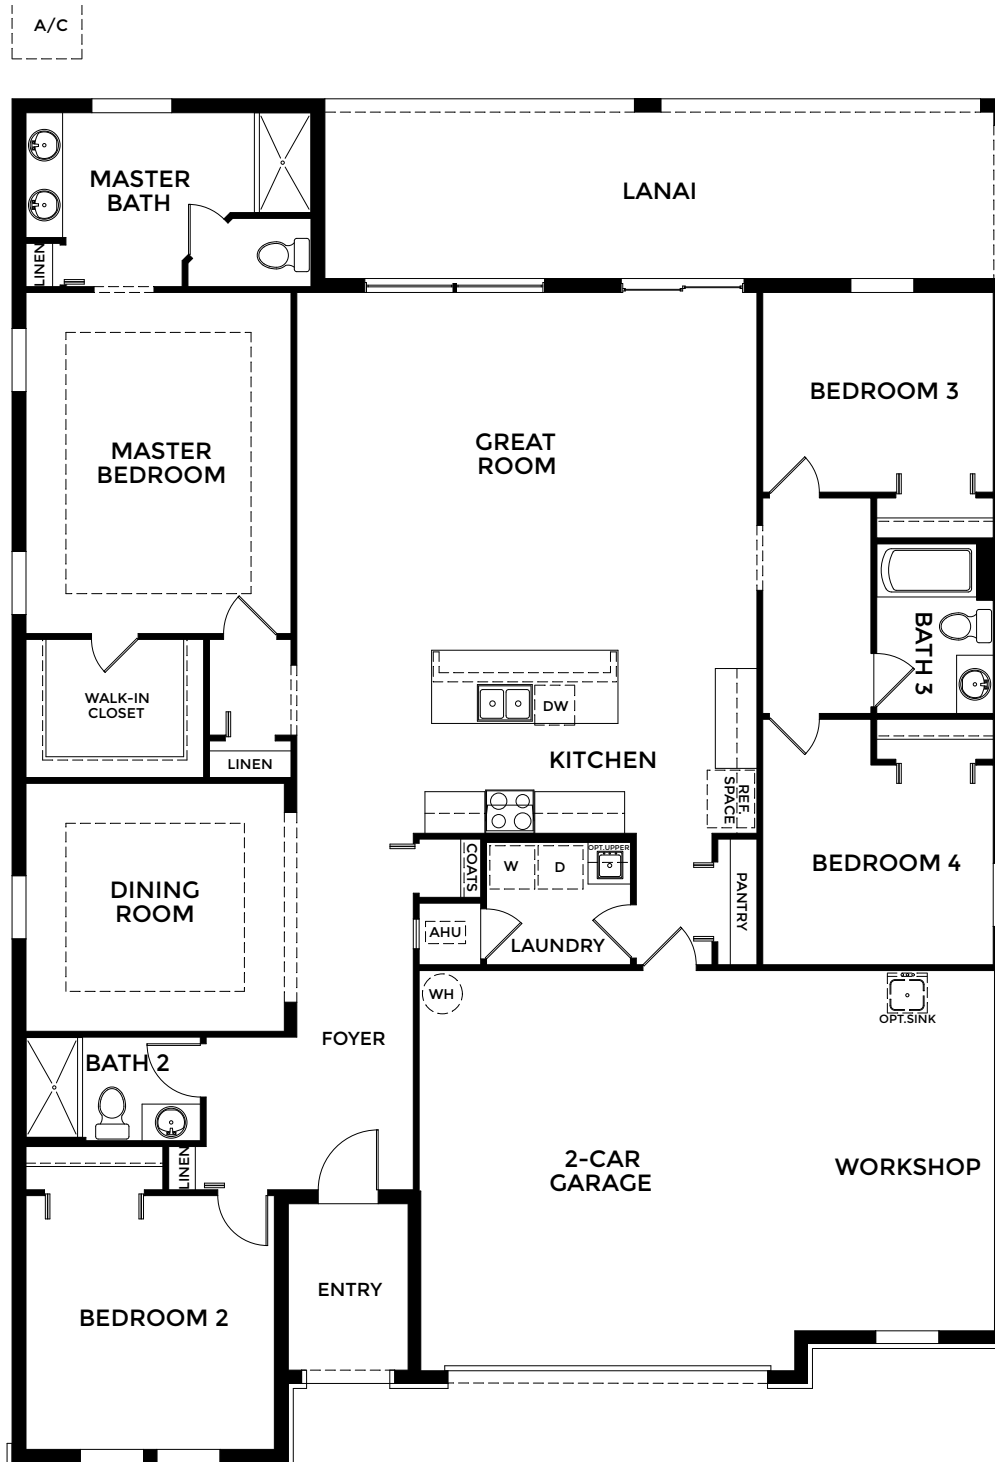 A/C
MASTER
BATH
LINEN
LANAI
MASTER
BEDROOM
GREAT
ROOM
BEDROOM 3
BATH 3
WALK-IN
CLOSET
LINEN
DW
KITCHEN
REF.
SPACE
DINING
ROOM
COATS
W
D
OPT.UPPER
AHU
LAUNDRY
PANTRY
BEDROOM 4
WH
OPT.SINK
FOYER
BATH 2
LINEN
2-CAR
GARAGE
WORKSHOP
ENTRY
BEDROOM 2